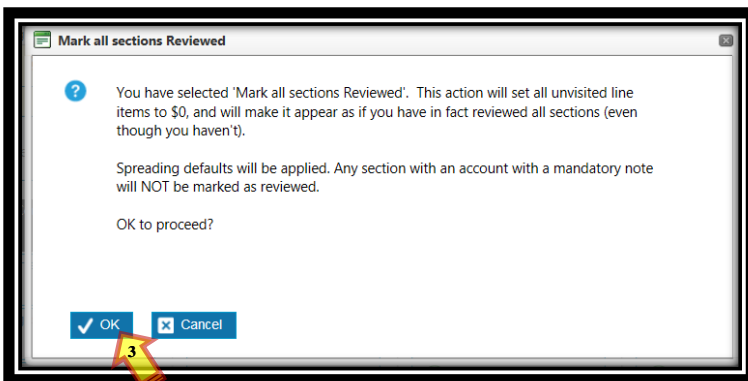 Mark all sections Reviewed
You have selected 'Mark all sections Reviewed'.  This action will set all unvisited line
items to $0, and will make it appear as if you have in fact reviewed all sections (even
though you haven't).
Spreading defaults will be applied. Any section with an account with a mandatory note
will NOT be marked as reviewed.
OK to proceed?
OK
Cancel
3